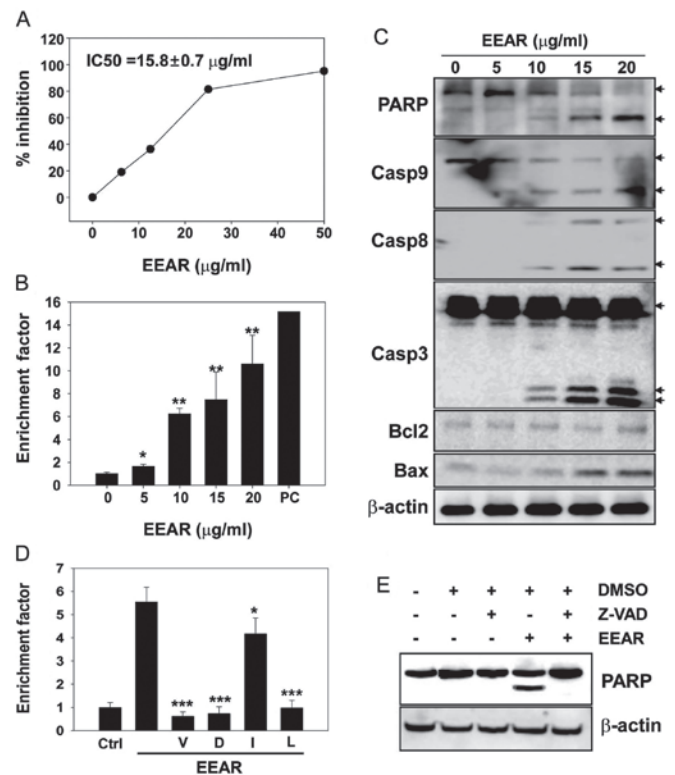 A
120
100
80
60
40
20
0
% inhibition
IC50 =15.8±0.7 μg/ml
0 10 20 30 40 50
EEAR (μg/ml)
B
16
14
12
10
8
6
4
2
0
Enrichment factor
*
**
**
**
0 5 10 15 20 PC
EEAR (μg/ml)
C
EEAR (μg/ml)
0 5 10 15 20
PARP
Casp9
Casp8
Casp3
Bcl2
Bax
β-actin
D
7
6
5
4
3
2
1
0
Enrichment factor
***
***
*
***
Ctrl V D I L
EEAR
E
- + + + + DMSO
- - + - + Z-VAD
- - - + + EEAR
PARP
β-actin